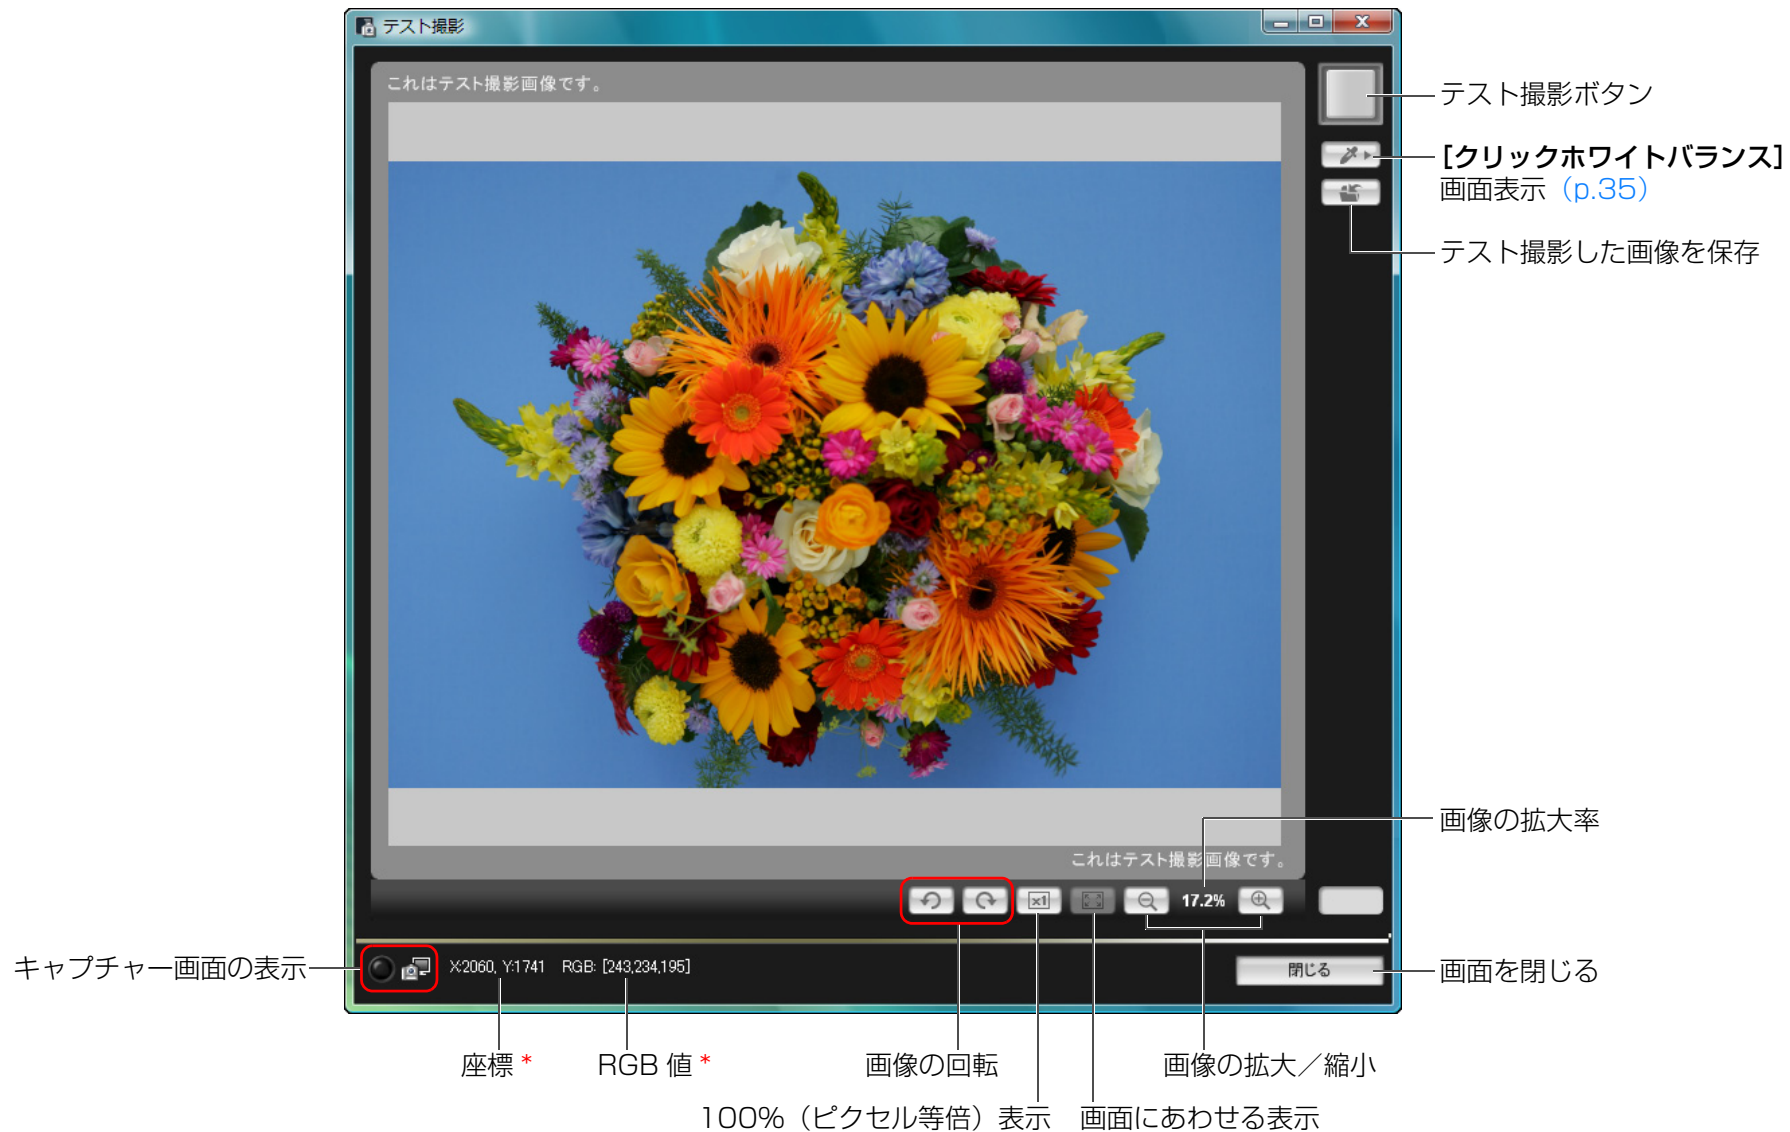 テスト撮影
これはテスト撮影画像です。
テスト撮影ボタン
[クリックホワイトバランス]
画面表示（p.35）
テスト撮影した画像を保存
画像の拡大率
これはテスト撮影画像です。
x1
17.2%
キャプチャー画面の表示
X:2060, Y:1741 RGB: [243,234,195]
閉じる
画面を閉じる
座標*
RGB 値*
画像の回転
画像の拡大／縮小
100%（ピクセル等倍）表示
画面にあわせる表示